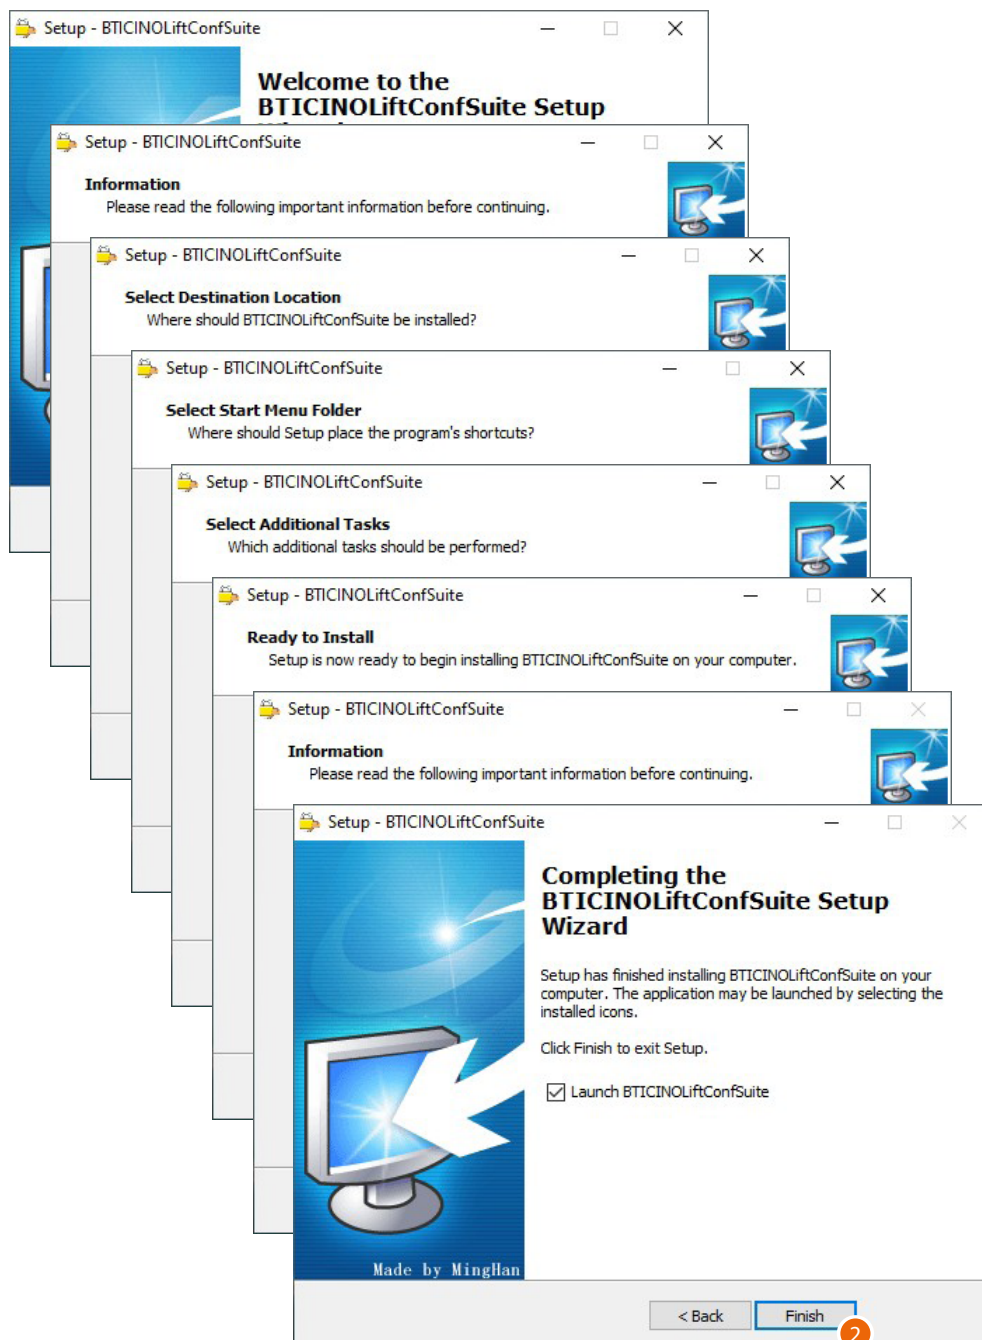 Setup - BTICINOLiftConfSuite
Welcome to the
BTICINOLiftConfSuite Setup
Setup - BTICINOLiftConfSuite
Information
Please read the following important information before continuing.
Setup - BTICINOLiftConfSuite
Select Destination Location
Where should BTICINOLiftConfSuite be installed?
Setup - BTICINOLiftConfSuite
Select Start Menu Folder
Where should Setup place the program's shortcuts?
Setup - BTICINOLiftConfSuite
Select Additional Tasks
Which additional tasks should be performed?
Setup - BTICINOLiftConfSuite
Ready to Install
Setup is now ready to begin installing BTICINOLiftConfSuite on your computer.
Setup - BTICINOLiftConfSuite
Information
Please read the following important information before continuing.
Setup - BTICINOLiftConfSuite
Completing the
BTICINOLiftConfSuite Setup
Wizard
Setup has finished installing BTICINOLiftConfSuite on your
computer. The application may be launched by selecting the
installed icons.
Click Finish to exit Setup.
Launch BTICINOLiftConfSuite
Made by MingHan
< Back
Finish
2